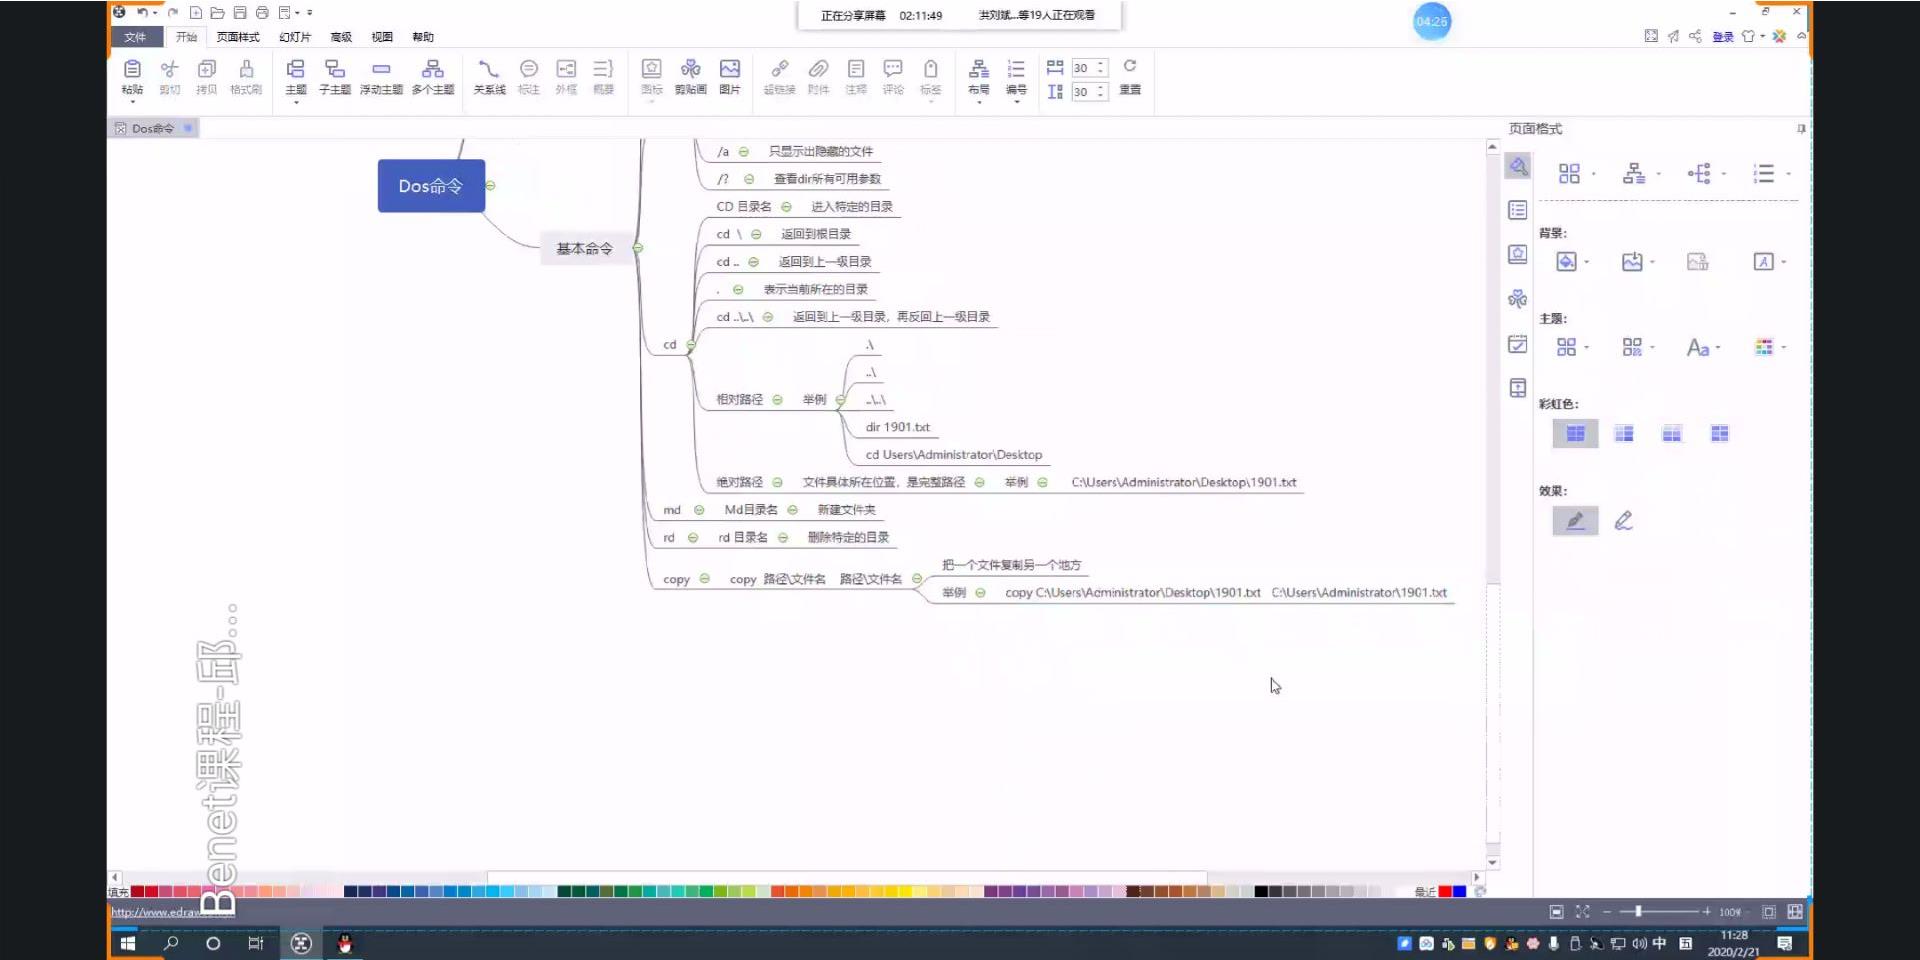 正在分享屏幕 02:11:49 洪刘斌...等19人正在观看
04:26
文件 开始 页面样式 幻灯片 高级 视图 帮助
登录
粘贴 剪切 拷贝 格式刷 主题 子主题 浮动主题 多个主题 关系线 标注 外框 概要 图标 剪贴画 图片 超链接 附件 注释 评论 标签 布局 编号 30 30 重置
Dos命令
页面格式
Dos命令
基本命令
/a 只显示出隐藏的文件
/? 查看dir所有可用参数
CD 目录名 进入特定的目录
cd \ 返回到根目录
cd .. 返回到上一级目录
. 表示当前所在的目录
cd ..\..\ 返回到上一级目录，再反回上一级目录
cd
.\
..\
相对路径 举例 ..\..\
dir 1901.txt
cd Users\Administrator\Desktop
绝对路径 文件具体所在位置，是完整路径 举例 C:\Users\Administrator\Desktop\1901.txt
md Md目录名 新建文件夹
rd rd 目录名 删除特定的目录
copy copy 路径\文件名 路径\文件名
把一个文件复制另一个地方
举例 copy C:\Users\Administrator\Desktop\1901.txt C:\Users\Administrator\1901.txt
背景:
主题:
彩虹色:
效果:
Benet课程-邱...
填充
最近
http://www.edraw
100%
中
11:28
2020/2/21